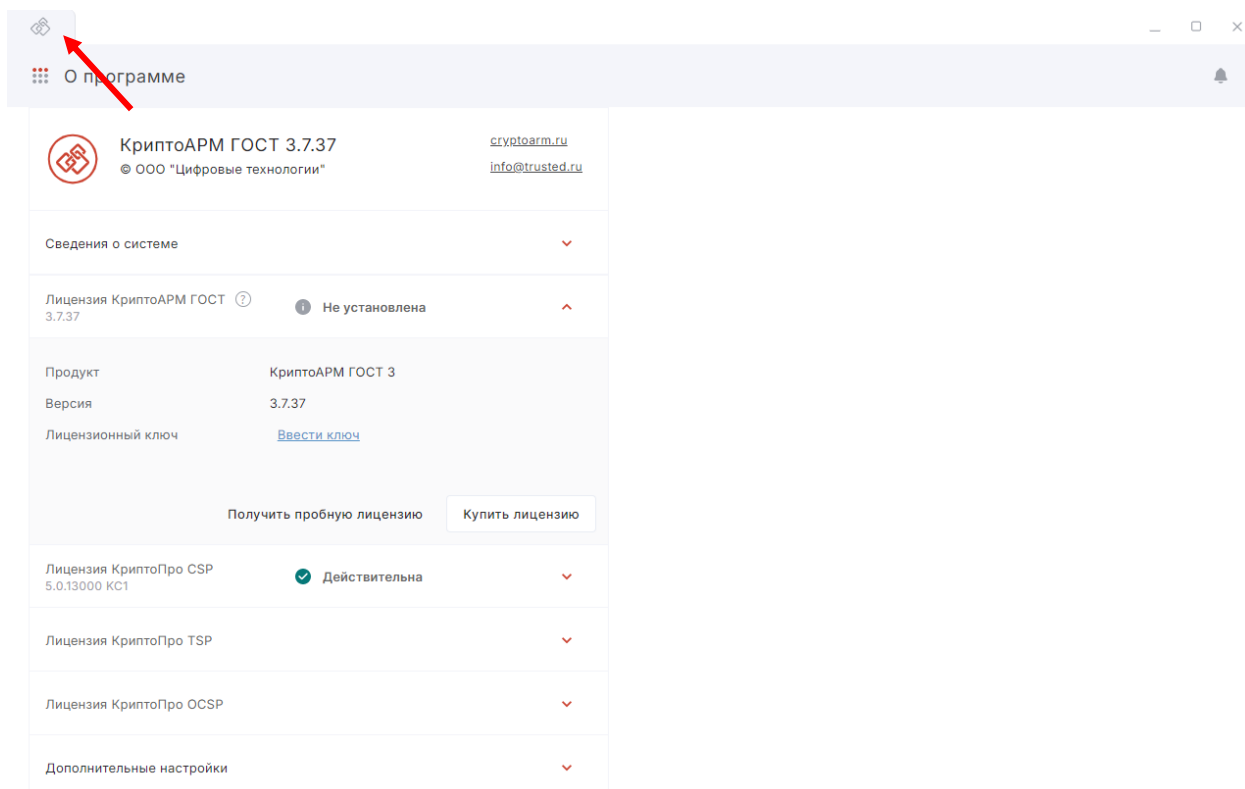 О программе
КриптоАРМ ГОСТ 3.7.37
cryptoarm.ru
© ООО "Цифровые технологии"
info@trusted.ru
Сведения о системе
Лицензия КриптоАРМ ГОСТ ?
3.7.37
Не установлена
Продукт КриптоАРМ ГОСТ 3
Версия 3.7.37
Лицензионный ключ Ввести ключ
Получить пробную лицензию Купить лицензию
Лицензия КриптоПро CSP
5.0.13000 КС1
Действительна
Лицензия КриптоПро TSP
Лицензия КриптоПро OCSP
Дополнительные настройки